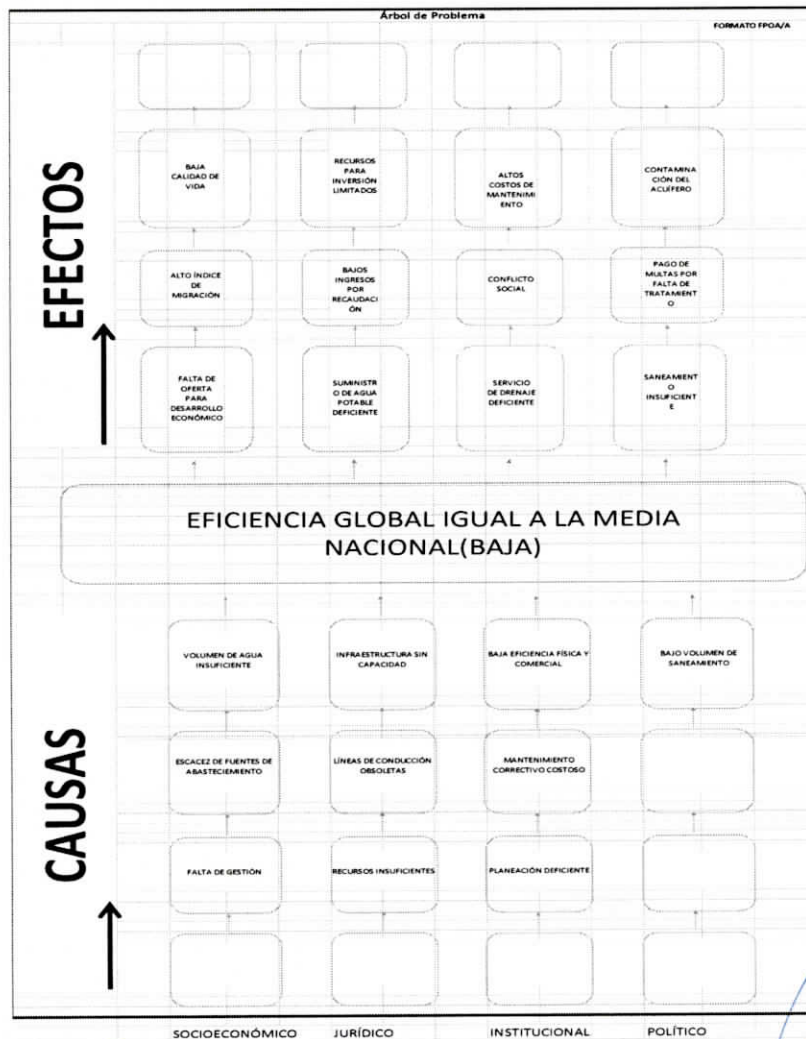 Árbol de Problema
FORMATO FPOA/A
EFECTOS
BAJA
CALIDAD DE
VIDA
RECURSOS
PARA
INVERSIÓN
LIMITADOS
ALTOS
COSTOS DE
MANTENIMI
ENTO
CONTAMINA
CIÓN DEL
ACUÍFERO
ALTO ÍNDICE
DE
MIGRACIÓN
BAJOS
INGRESOS
POR
RECAUDACI
ÓN
CONFLICTO
SOCIAL
PAGO DE
MULTAS POR
FALTA DE
TRATAMIENT
O
FALTA DE
OFERTA
PARA
DESARROLLO
ECONÓMICO
SUMINISTR
O DE AGUA
POTABLE
DEFICIENTE
SERVICIO
DE DRENAJE
DEFICIENTE
SANEAMIENT
O
INSUFICIENT
E
EFICIENCIA GLOBAL IGUAL A LA MEDIA
NACIONAL(BAJA)
CAUSAS
VOLUMEN DE AGUA
INSUFICIENTE
INFRAESTRUCTURA SIN
CAPACIDAD
BAJA EFICIENCIA FÍSICA Y
COMERCIAL
BAJO VOLUMEN DE
SANEAMIENTO
ESCACEZ DE FUENTES DE
ABASTECIEMIENTO
LÍNEAS DE CONDUCCIÓN
OBSOLETAS
MANTENIMIENTO
CORRECTIVO COSTOSO
FALTA DE GESTIÓN
RECURSOS INSUFICIENTES
PLANEACIÓN DEFICIENTE
SOCIOECONÓMICO
JURÍDICO
INSTITUCIONAL
POLÍTICO